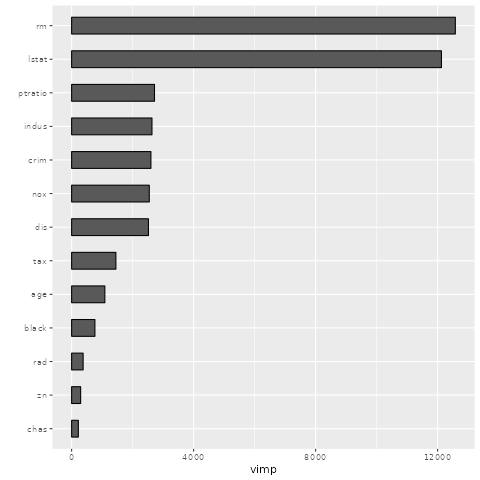 rm
lstat
ptratio
indus
crim
nox
dis
tax
age
black
rad
zn
chas
0 4000 8000 12000
vimp